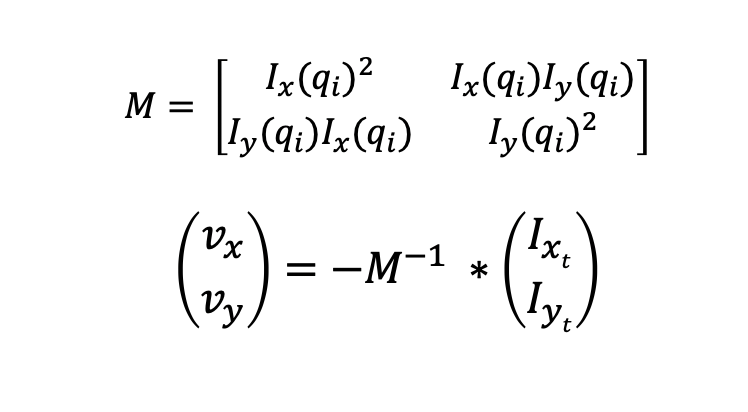 M = [ I_x(q_i)^2  I_x(q_i)I_y(q_i)
I_y(q_i)I_x(q_i)  I_y(q_i)^2 ]
(v_x
v_y) = −M^{−1} * (I_{x_t}
I_{y_t})